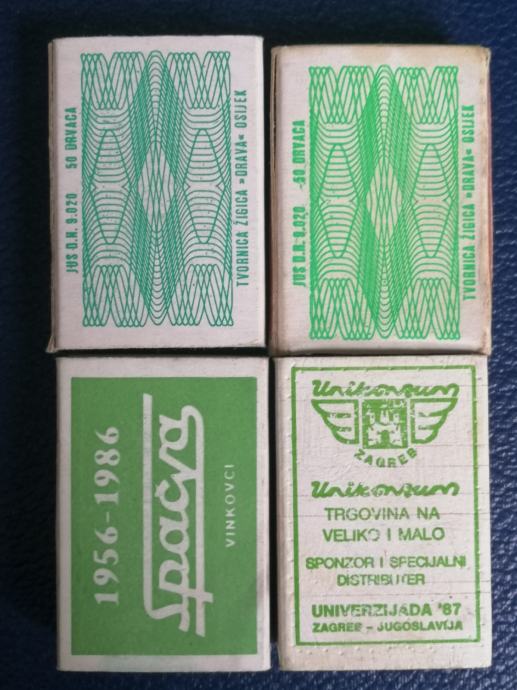 JUS D.H. 9.020 50 DRVACA
TVORNICA ŽIGICA »DRAVA« OSIJEK
JUS D.H. 9.020 -50 DRVACA
TVORNICA ŽIGICA »DRAVA« OSIJEK
1956-1986
Spačva
VINKOVCI
Unikonzum
ZAGREB
Unikonzum
TRGOVINA NA
VELIKO I MALO
SPONZOR I SPECIJALNI
DISTRIBUTER
UNIVERZIJADA '87
ZAGREB - JUGOSLAVIJA